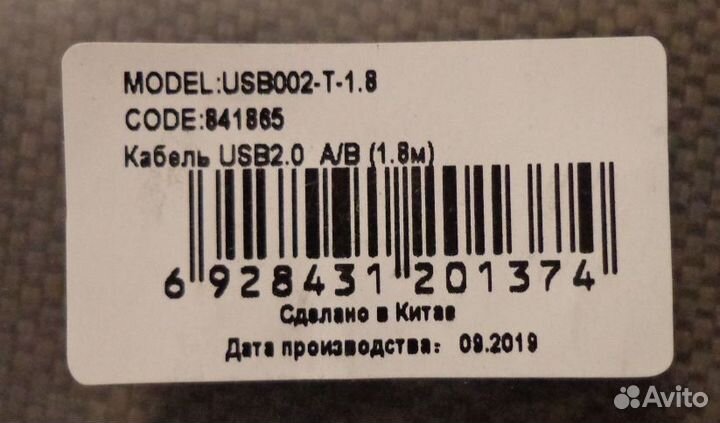 MODEL:USB002-T-1.8
CODE:841865
Кабель USB2.0 A/B (1.8м)
6 928431 201374
Сделано в Китае
Дата производства: 09.2019
Avito